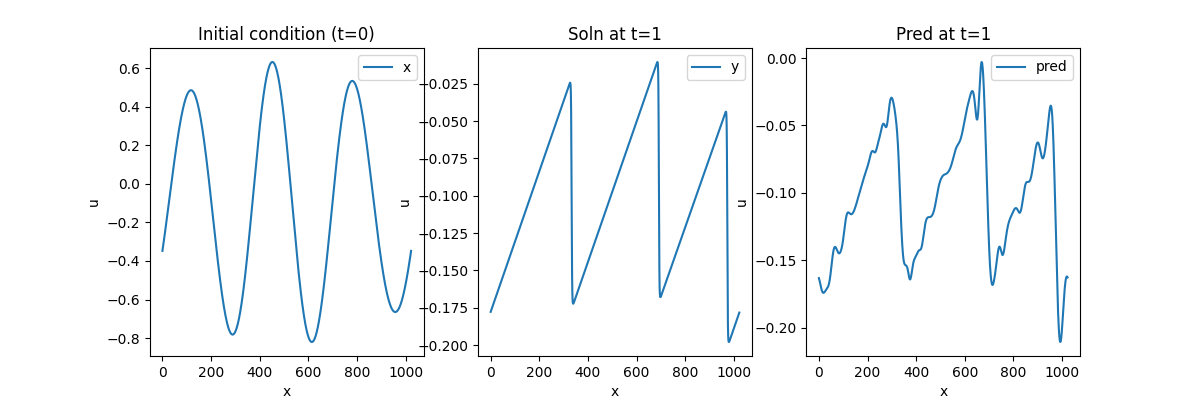 Initial condition (t=0)
x
u
0.6
0.4
0.2
0.0
−0.2
−0.4
−0.6
−0.8
0 200 400 600 800 1000
x
Soln at t=1
y
u
−0.025
−0.050
−0.075
−0.100
−0.125
−0.150
−0.175
−0.200
0 200 400 600 800 1000
x
Pred at t=1
pred
u
0.00
−0.05
−0.10
−0.15
−0.20
0 200 400 600 800 1000
x